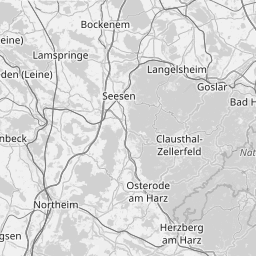 Bockenem
eine)
Lamspringe
Langelsheim
den (Leine)
Goslar
Seesen
Bad H
nbeck
Clausthal-
Zellerfeld
Nat
Osterode
am Harz
Northeim
Herzberg
am Harz
gsen